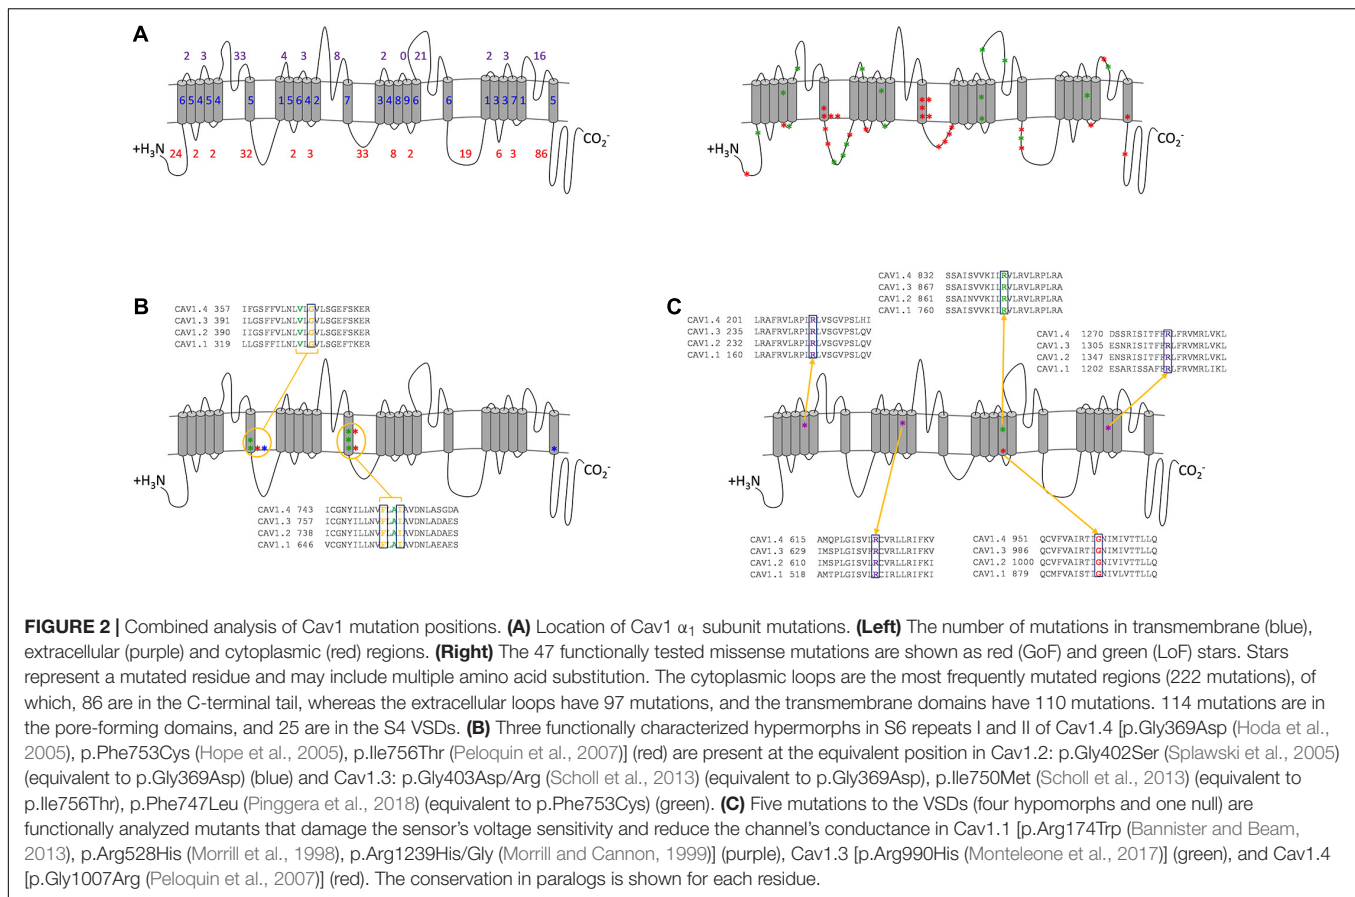 A
2 3 33 4 3 8 2 0 21 2 3 16
6 5 4 5 4 5 1 5 6 4 2 7 3 4 8 9 6 6 1 3 3 7 1 5
+H₃N 24 2 2 32 2 3 33 8 2 19 6 3 86 CO₂⁻
+H₃N CO₂⁻
B
CAV1.4 357 IFGSFFVLNLVLGVLSGEFSKER
CAV1.3 391 ILGSFFVLNLVLGVLSGEFSKER
CAV1.2 390 IIGSFFVLNLVLGVLSGEFSKER
CAV1.1 319 LLGSFFILNLVLGVLSGEFTKER
+H₃N CO₂⁻
CAV1.4 743 ICGNYILLNVFLAIAVDNLASGDA
CAV1.3 757 ICGNYILLNVFLAIAVDNLADAES
CAV1.2 738 ICGNYILLNVFLAIAVDNLADAES
CAV1.1 646 VCGNYILLNVFLAIAVDNLAEAES
C
CAV1.4 832 SSAISVVKILRVLRVLRPLRA
CAV1.3 867 SSAISVVKILRVLRVLRPLRA
CAV1.2 861 SSAINVVKILRVLRVLRPLRA
CAV1.1 760 SSAISVVKILRVLRVLRPLRA
CAV1.4 201 LRAFRVLRPLRLVSGVPSLHI
CAV1.3 235 LRAFRVLRPLRLVSGVPSLQV
CAV1.2 232 LRAFRVLRPLRLVSGVPSLQV
CAV1.1 160 LRAFRVLRPLRLVSGVPSLQV
CAV1.4 1270 DSSRISITFFRLFRVMRLVKL
CAV1.3 1305 ENSRISITFFRLFRVMRLVKL
CAV1.2 1347 ENSRISITFFRLFRVMRLVKL
CAV1.1 1202 ESARISSAFFRLFRVMRLIKL
+H₃N CO₂⁻
CAV1.4 615 AMQPLGISVLRCVRLLRIFKV
CAV1.3 629 IMSPLGISVFRCVRLLRIFKV
CAV1.2 610 IMSPLGISVLRCVRLLRIFKI
CAV1.1 518 AMTPLGISVLRCIRLLRIFKI
CAV1.4 951 QCVFVAIRTIGNIMIVTTLLQ
CAV1.3 986 QCVFVAIRTIGNIMIVTTLLQ
CAV1.2 1000 QCVFVAIRTIGNIVIVTTLLQ
CAV1.1 879 QCMFVAISTIGNIVLVTTLLQ
FIGURE 2 | Combined analysis of Cav1 mutation positions. (A) Location of Cav1 α₁ subunit mutations. (Left) The number of mutations in transmembrane (blue),
extracellular (purple) and cytoplasmic (red) regions. (Right) The 47 functionally tested missense mutations are shown as red (GoF) and green (LoF) stars. Stars
represent a mutated residue and may include multiple amino acid substitution. The cytoplasmic loops are the most frequently mutated regions (222 mutations), of
which, 86 are in the C-terminal tail, whereas the extracellular loops have 97 mutations, and the transmembrane domains have 110 mutations. 114 mutations are in
the pore-forming domains, and 25 are in the S4 VSDs. (B) Three functionally characterized hypermorphs in S6 repeats I and II of Cav1.4 [p.Gly369Asp (Hoda et al.,
2005), p.Phe753Cys (Hope et al., 2005), p.Ile756Thr (Peloquin et al., 2007)] (red) are present at the equivalent position in Cav1.2: p.Gly402Ser (Splawski et al., 2005)
(equivalent to p.Gly369Asp) (blue) and Cav1.3: p.Gly403Asp/Arg (Scholl et al., 2013) (equivalent to p.Gly369Asp), p.Ile750Met (Scholl et al., 2013) (equivalent to
p.Ile756Thr), p.Phe747Leu (Pinggera et al., 2018) (equivalent to p.Phe753Cys) (green). (C) Five mutations to the VSDs (four hypomorphs and one null) are
functionally analyzed mutants that damage the sensor's voltage sensitivity and reduce the channel's conductance in Cav1.1 [p.Arg174Trp (Bannister and Beam,
2013), p.Arg528His (Morrill et al., 1998), p.Arg1239His/Gly (Morrill and Cannon, 1999)] (purple), Cav1.3 [p.Arg990His (Monteleone et al., 2017)] (green), and Cav1.4
[p.Gly1007Arg (Peloquin et al., 2007)] (red). The conservation in paralogs is shown for each residue.